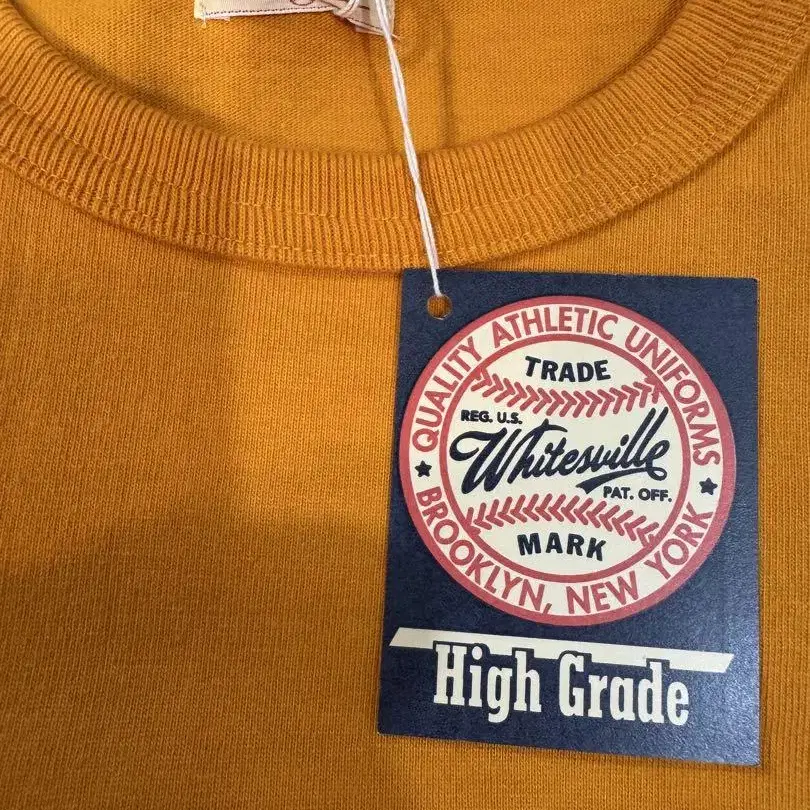 QUALITY ATHLETIC UNIFORMS
TRADE
REG. U.S.
Whitesville
PAT. OFF.
MARK
BROOKLYN, NEW YORK
High Grade